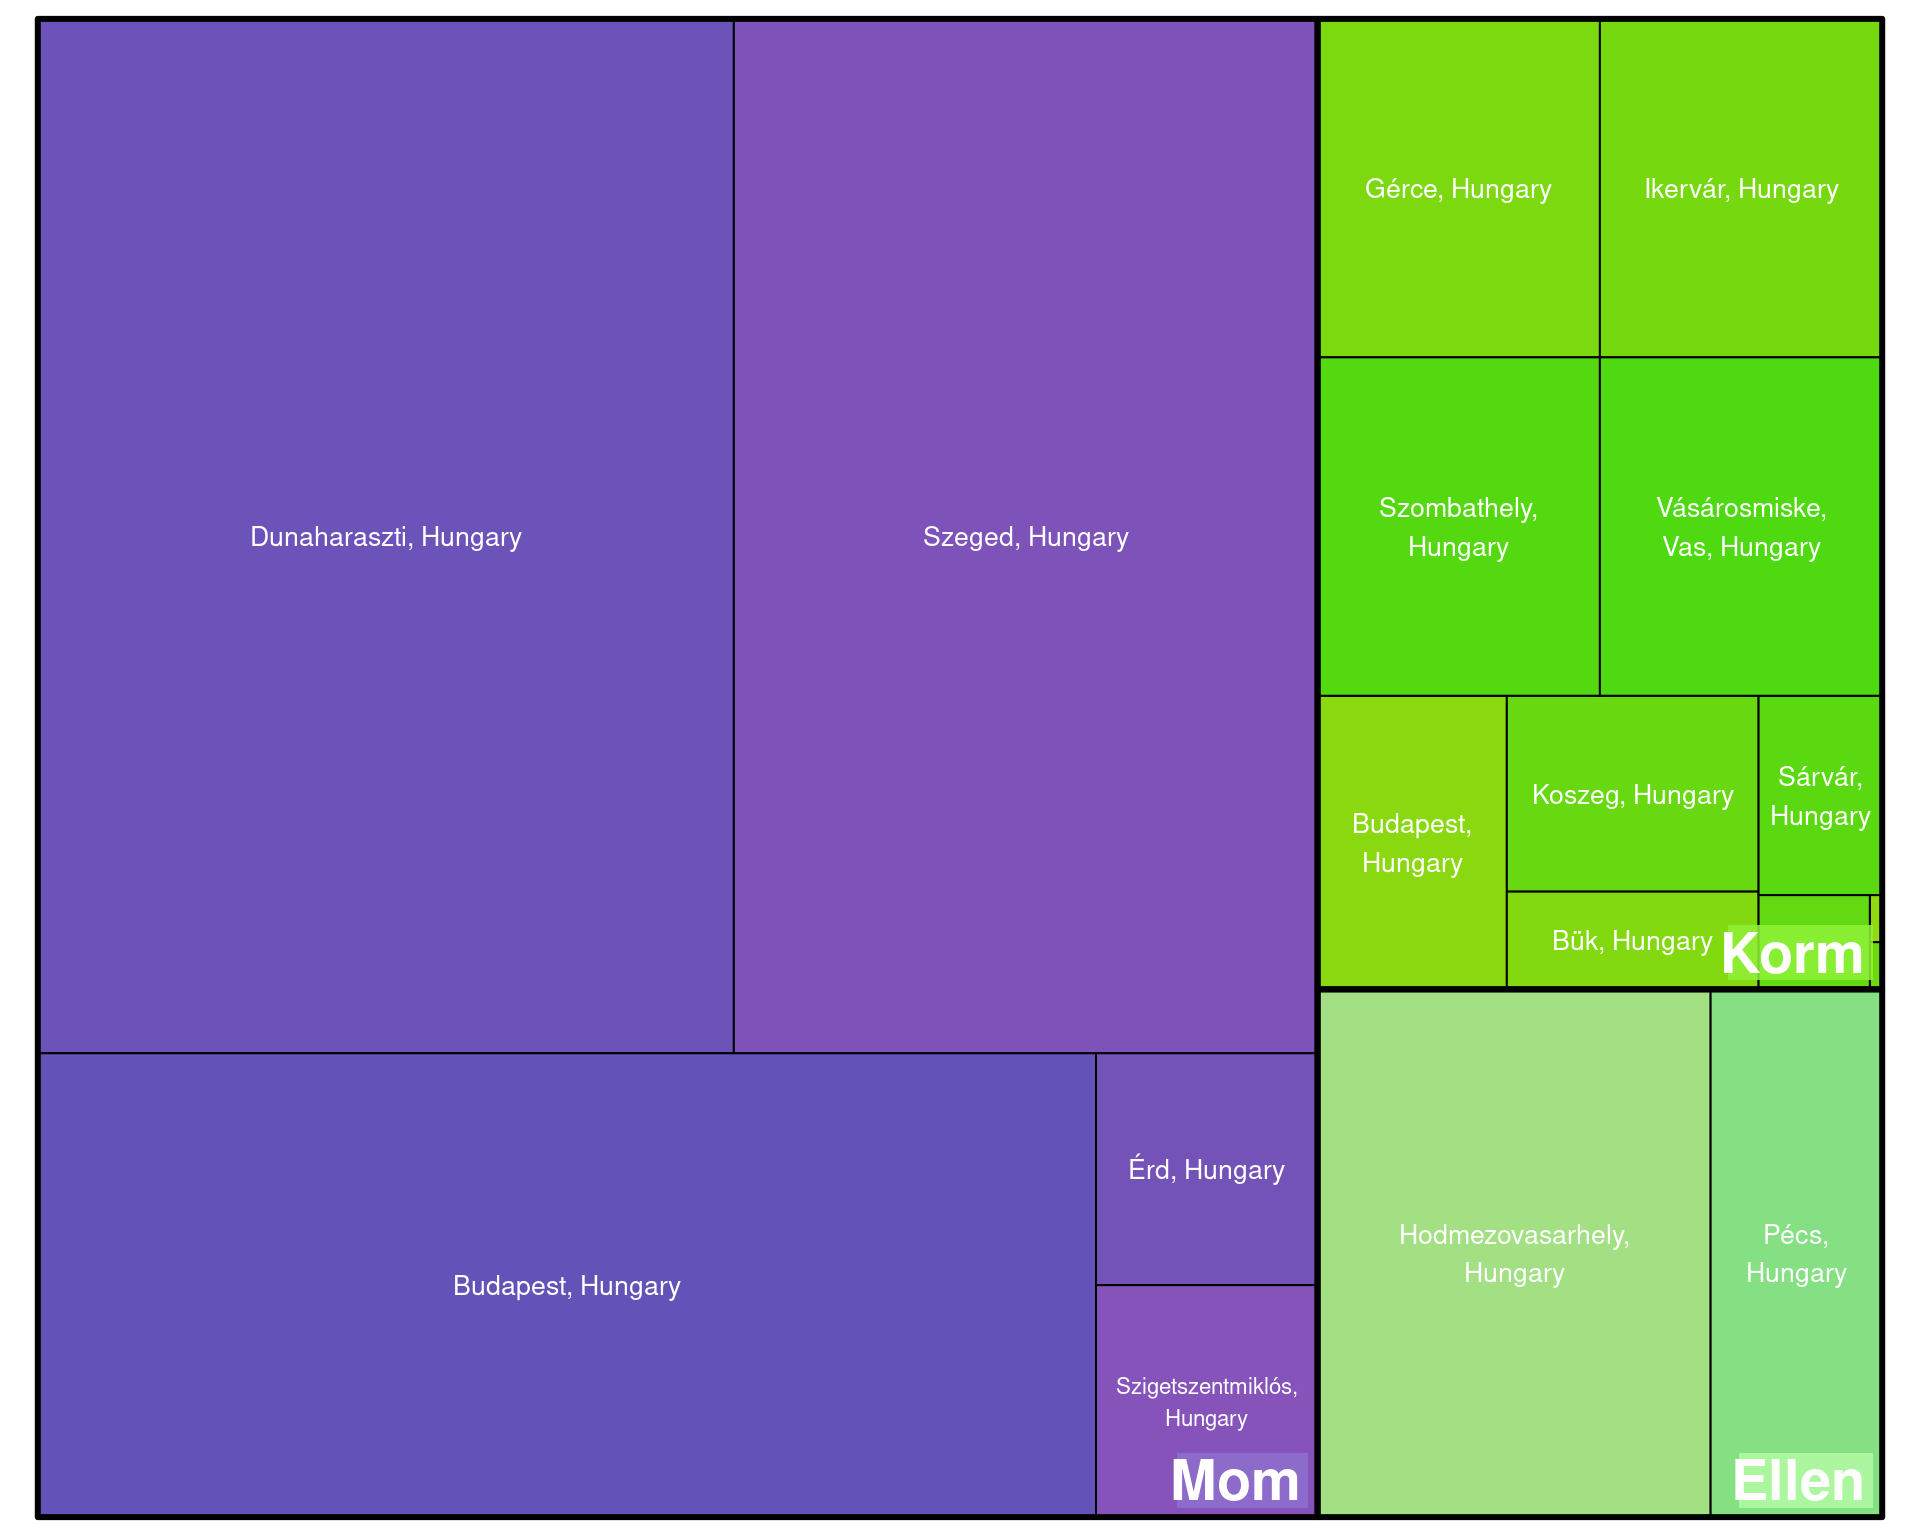 Dunaharaszti, Hungary
Szeged, Hungary
Budapest, Hungary
Érd, Hungary
Szigetszentmiklós,
Hungary
Mom
Gérce, Hungary
Ikervár, Hungary
Szombathely,
Hungary
Vásárosmiske,
Vas, Hungary
Budapest,
Hungary
Koszeg, Hungary
Sárvár,
Hungary
Bük, Hungary
Korm
Hodmezovasarhely,
Hungary
Pécs,
Hungary
Ellen